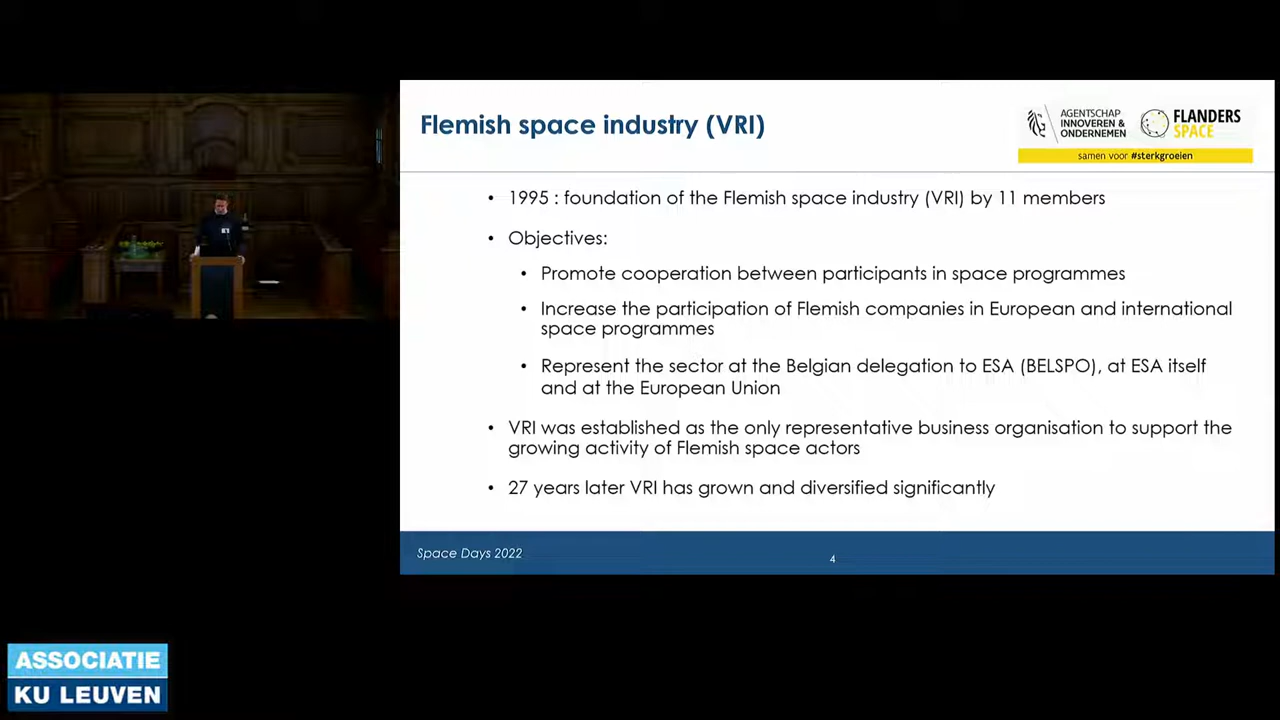 Flemish space industry (VRI)
AGENTSCHAP
INNOVEREN &
ONDERNEMEN
FLANDERS
SPACE
samen voor #sterkgroeien
• 1995 : foundation of the Flemish space industry (VRI) by 11 members
• Objectives:
• Promote cooperation between participants in space programmes
• Increase the participation of Flemish companies in European and international
space programmes
• Represent the sector at the Belgian delegation to ESA (BELSPO), at ESA itself
and at the European Union
• VRI was established as the only representative business organisation to support the
growing activity of Flemish space actors
• 27 years later VRI has grown and diversified significantly
Space Days 2022
4
ASSOCIATIE
KU LEUVEN